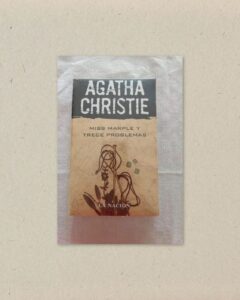 AGATHA
CHRISTIE
MISS MARPLE Y
TRECE PROBLEMAS
LA NACION